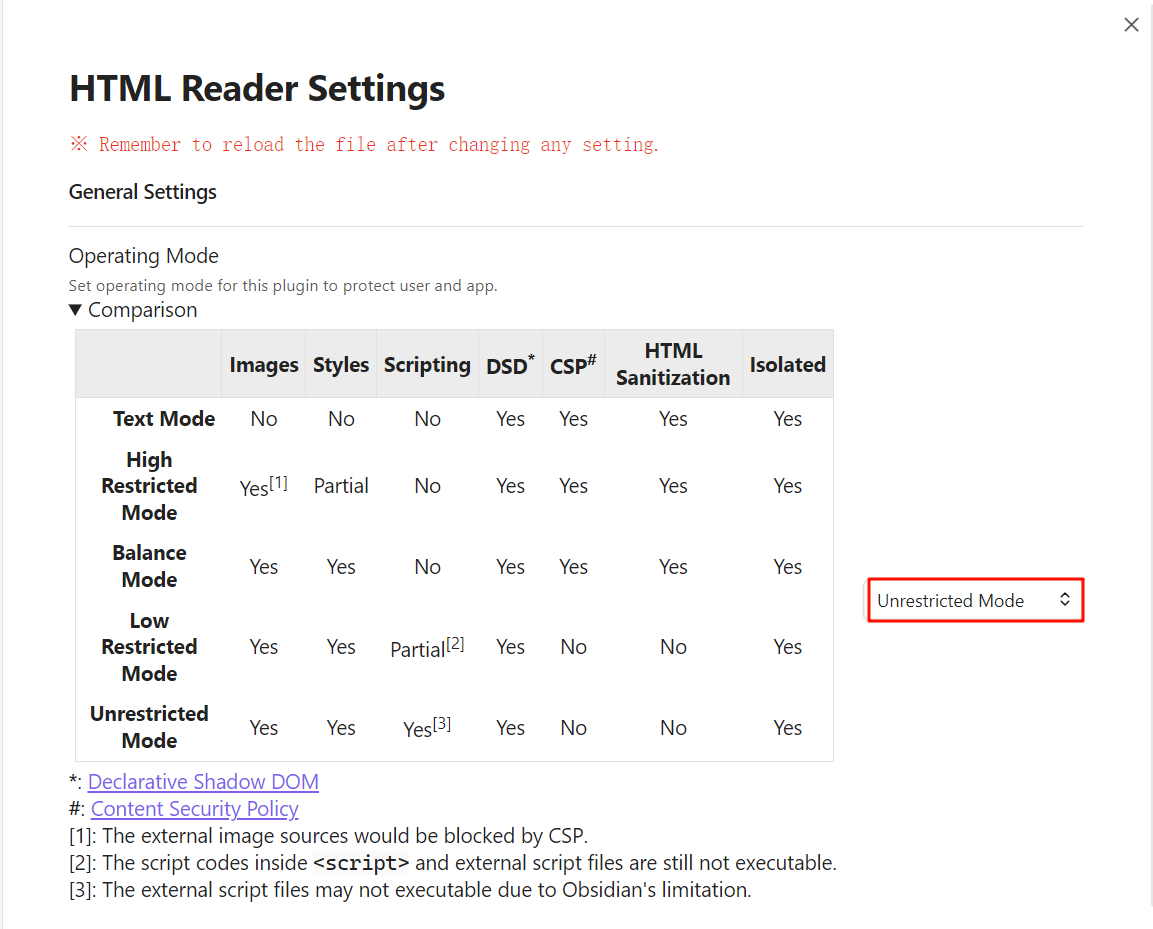 HTML Reader Settings
※ Remember to reload the file after changing any setting.
General Settings
Operating Mode
Set operating mode for this plugin to protect user and app.
▼ Comparison
Images Styles Scripting DSD* CSP# HTML Sanitization Isolated
Text Mode No No No Yes Yes Yes Yes
High Restricted Mode Yes[1] Partial No Yes Yes Yes Yes
Balance Mode Yes Yes No Yes Yes Yes Yes
Low Restricted Mode Yes Yes Partial[2] Yes No No Yes
Unrestricted Mode Yes Yes Yes[3] Yes No No Yes
Unrestricted Mode
*: Declarative Shadow DOM
#: Content Security Policy
[1]: The external image sources would be blocked by CSP.
[2]: The script codes inside <script> and external script files are still not executable.
[3]: The external script files may not executable due to Obsidian's limitation.